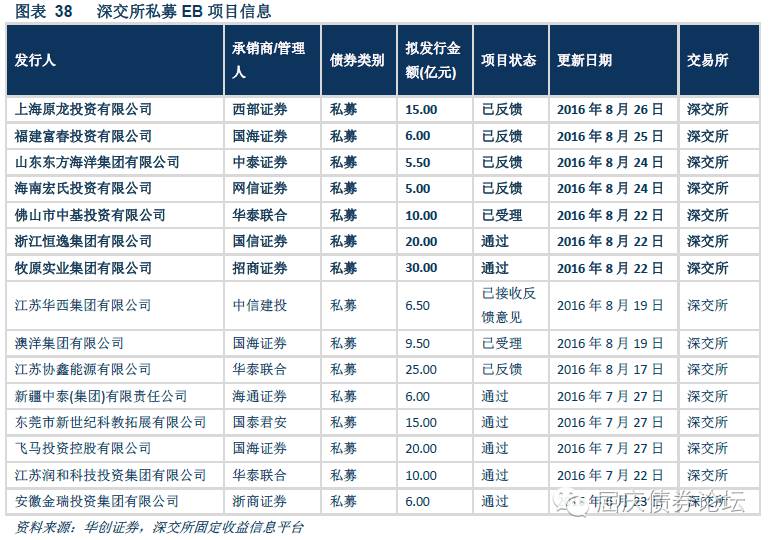 图表 38 深交所私募 EB 项目信息
发行人 承销商/管理人 债券类别 拟发行金额(亿元) 项目状态 更新日期 交易所
上海原龙投资有限公司 西部证券 私募 15.00 已反馈 2016 年 8 月 26 日 深交所
福建富春投资有限公司 国海证券 私募 6.00 已反馈 2016 年 8 月 25 日 深交所
山东东方海洋集团有限公司 中泰证券 私募 5.50 已反馈 2016 年 8 月 24 日 深交所
海南宏氏投资有限公司 网信证券 私募 5.00 已反馈 2016 年 8 月 24 日 深交所
佛山市中基投资有限公司 华泰联合 私募 10.00 已受理 2016 年 8 月 22 日 深交所
浙江恒逸集团有限公司 国信证券 私募 20.00 通过 2016 年 8 月 22 日 深交所
牧原实业集团有限公司 招商证券 私募 30.00 通过 2016 年 8 月 22 日 深交所
江苏华西集团有限公司 中信建投 私募 6.50 已接收反馈意见 2016 年 8 月 19 日 深交所
澳洋集团有限公司 国海证券 私募 9.50 已受理 2016 年 8 月 19 日 深交所
江苏协鑫能源有限公司 华泰联合 私募 25.00 已反馈 2016 年 8 月 17 日 深交所
新疆中泰(集团)有限责任公司 海通证券 私募 6.00 通过 2016 年 7 月 27 日 深交所
东莞市新世纪科教拓展有限公司 国泰君安 私募 15.00 通过 2016 年 7 月 27 日 深交所
飞马投资控股有限公司 国海证券 私募 20.00 通过 2016 年 7 月 27 日 深交所
江苏润和科技投资集团有限公司 华泰联合 私募 10.00 通过 2016 年 7 月 22 日 深交所
安徽金瑞投资集团有限公司 浙商证券 私募 6.00 通过 2016 年 日 深交所
屈庆债券论坛
资料来源：华创证券，深交所固定收益信息平台